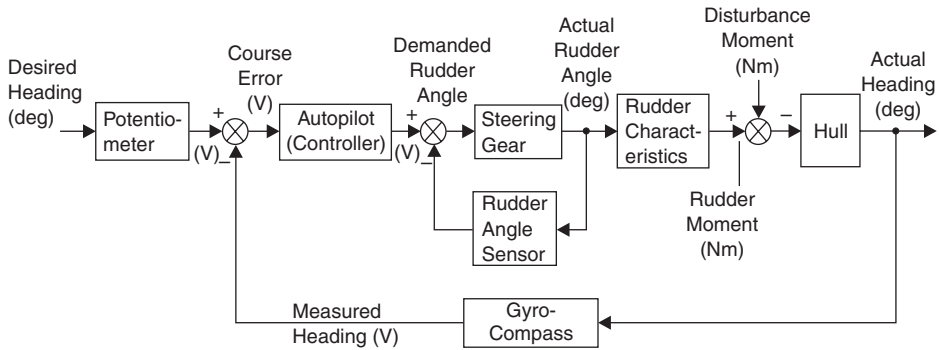 Desired
Heading
(deg)
Potentio-
meter
+
(V)
–
Course
Error
(V)
Autopilot
(Controller)
Demanded
Rudder
Angle
+
(V)
–
Steering
Gear
Actual
Rudder
Angle
(deg)
Rudder
Angle
Sensor
Rudder
Charact-
eristics
+
Rudder
Moment
(Nm)
Disturbance
Moment
(Nm)
–
Hull
Actual
Heading
(deg)
Measured
Heading (V)
Gyro-
Compass